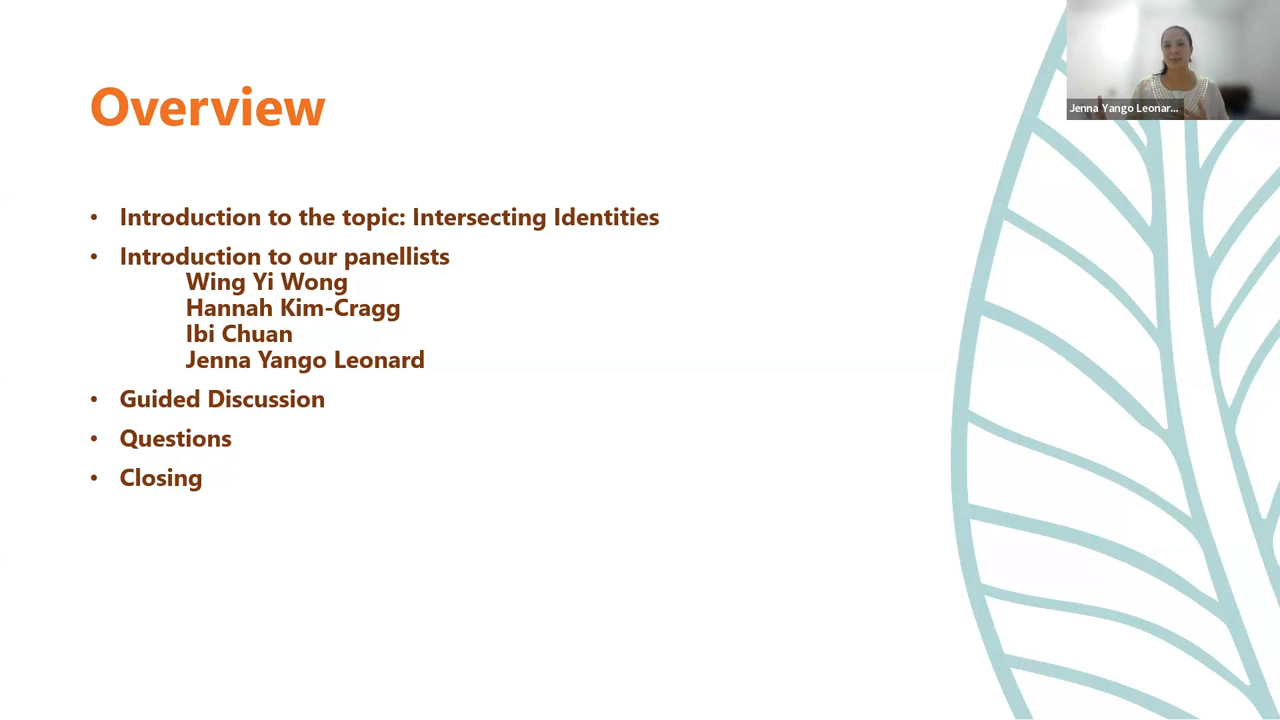 Jenna Yango Leonar...
Overview
• Introduction to the topic: Intersecting Identities
• Introduction to our panellists
Wing Yi Wong
Hannah Kim-Cragg
Ibi Chuan
Jenna Yango Leonard
• Guided Discussion
• Questions
• Closing